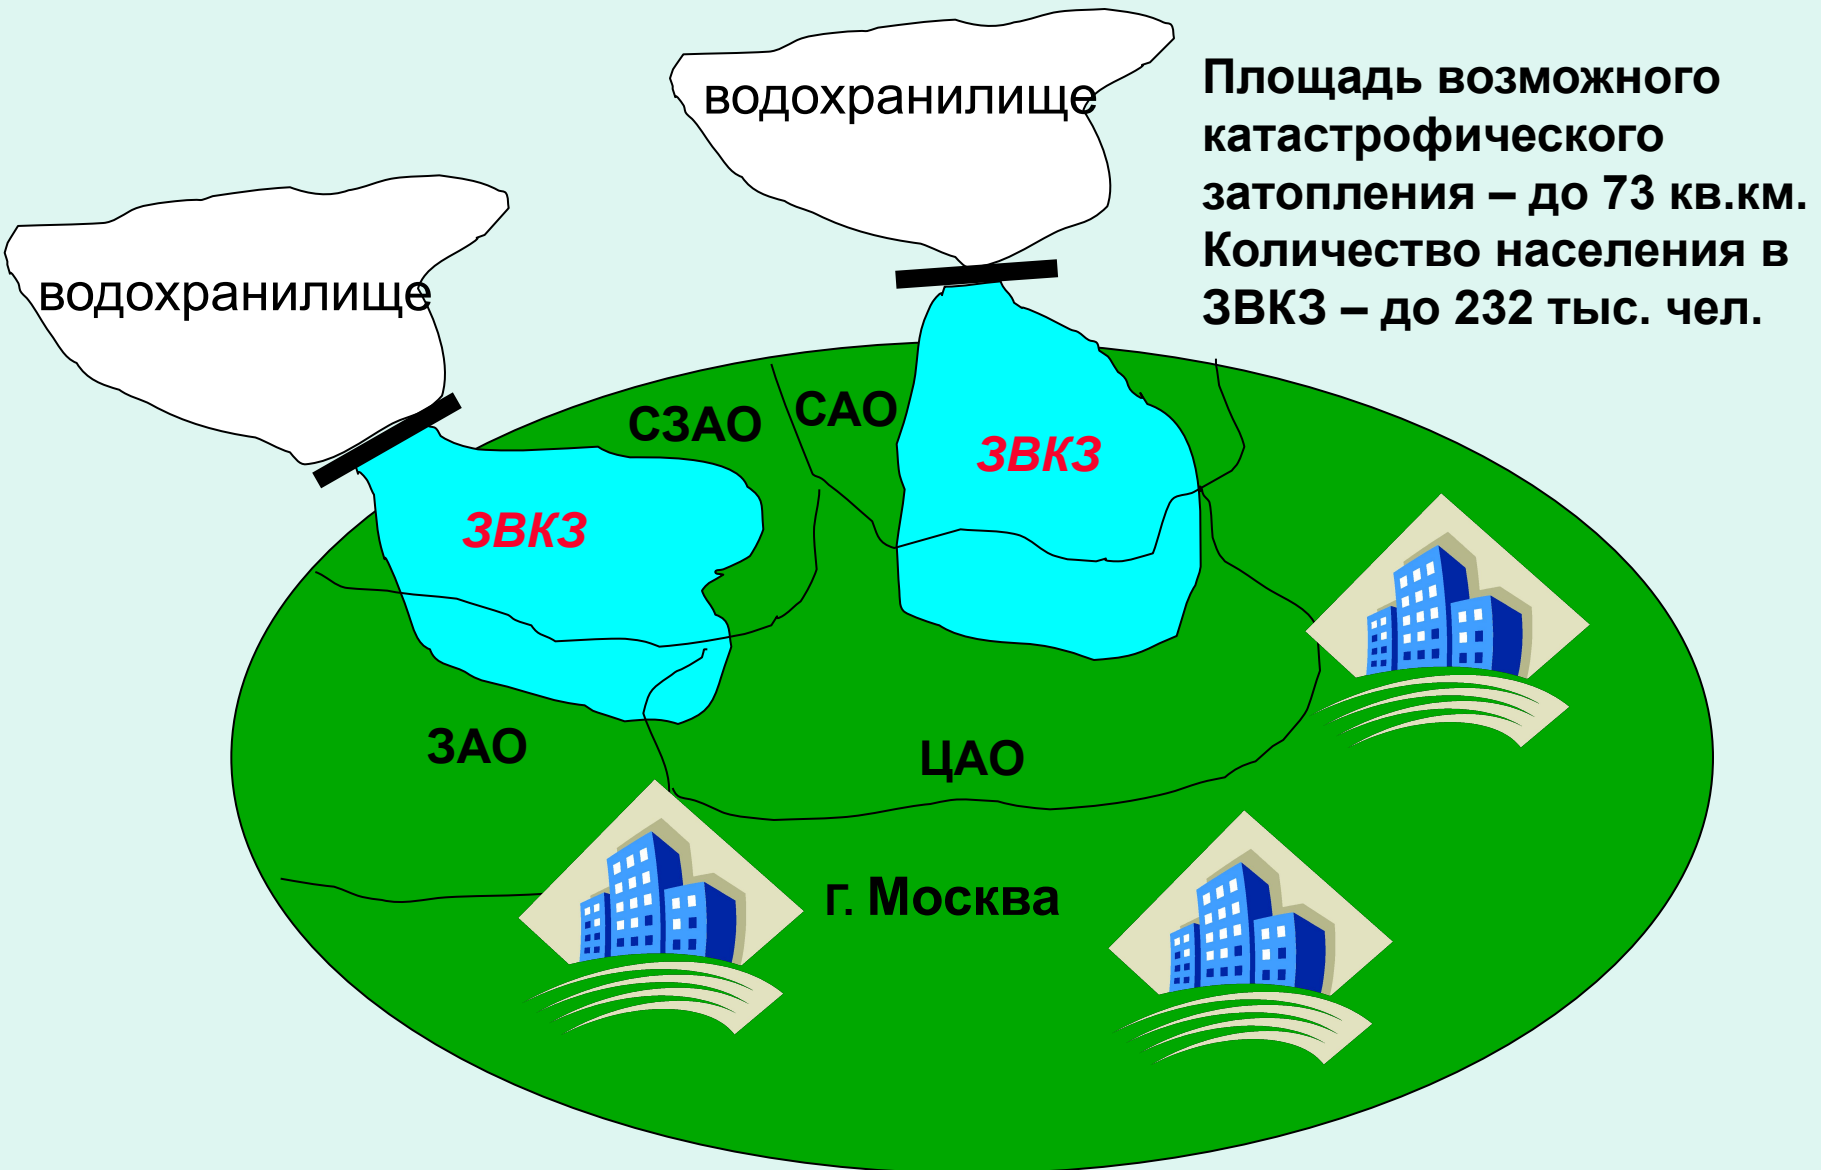 водохранилище
Площадь возможного
катастрофического
затопления – до 73 кв.км.
Количество населения в
ЗВКЗ – до 232 тыс. чел.
водохранилище
СЗАО
САО
ЗВКЗ
ЗВКЗ
ЗАО
ЦАО
г. Москва